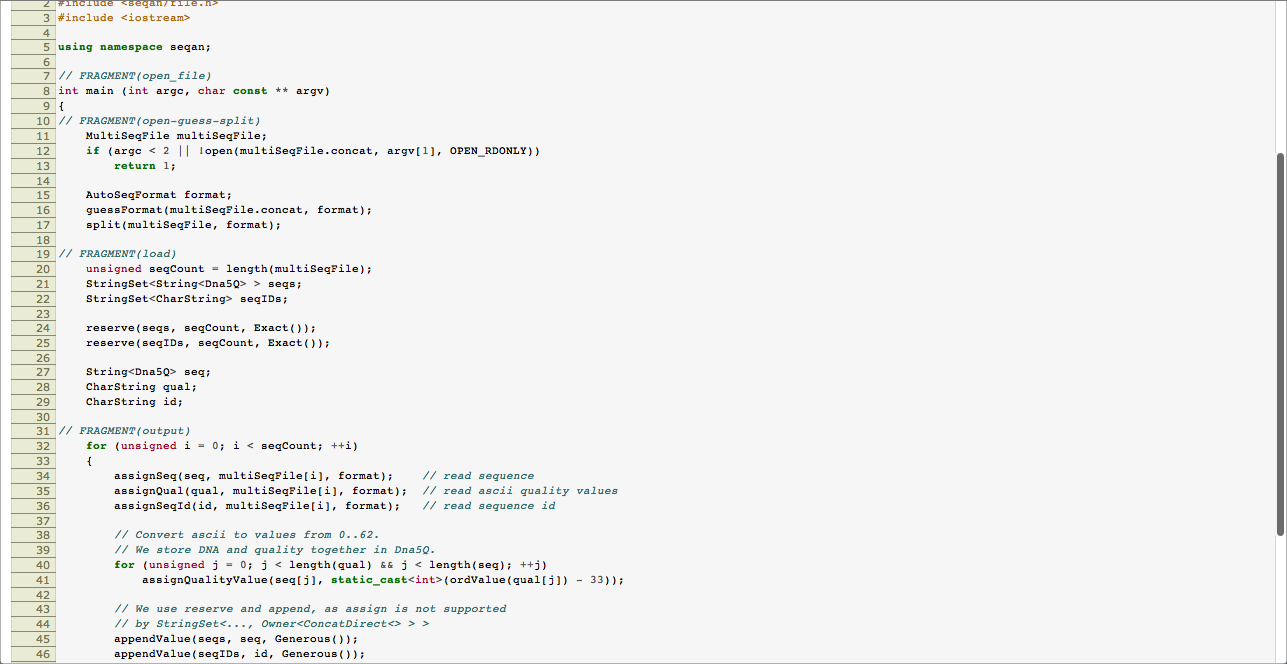 2 #include <seqan/file.h>
3 #include <iostream>
4
5 using namespace seqan;
6
7 // FRAGMENT(open_file)
8 int main (int argc, char const ** argv)
9 {
10 // FRAGMENT(open-guess-split)
11     MultiSeqFile multiSeqFile;
12     if (argc < 2 || !open(multiSeqFile.concat, argv[1], OPEN_RDONLY))
13         return 1;
14
15     AutoSeqFormat format;
16     guessFormat(multiSeqFile.concat, format);
17     split(multiSeqFile, format);
18
19 // FRAGMENT(load)
20     unsigned seqCount = length(multiSeqFile);
21     StringSet<String<Dna5Q> > seqs;
22     StringSet<CharString> seqIDs;
23
24     reserve(seqs, seqCount, Exact());
25     reserve(seqIDs, seqCount, Exact());
26
27     String<Dna5Q> seq;
28     CharString qual;
29     CharString id;
30
31 // FRAGMENT(output)
32     for (unsigned i = 0; i < seqCount; ++i)
33     {
34         assignSeq(seq, multiSeqFile[i], format);    // read sequence
35         assignQual(qual, multiSeqFile[i], format);  // read ascii quality values
36         assignSeqId(id, multiSeqFile[i], format);   // read sequence id
37
38         // Convert ascii to values from 0..62.
39         // We store DNA and quality together in Dna5Q.
40         for (unsigned j = 0; j < length(qual) && j < length(seq); ++j)
41             assignQualityValue(seq[j], static_cast<int>(ordValue(qual[j]) - 33));
42
43         // We use reserve and append, as assign is not supported
44         // by StringSet<..., Owner<ConcatDirect<> > >
45         appendValue(seqs, seq, Generous());
46         appendValue(seqIDs, id, Generous());